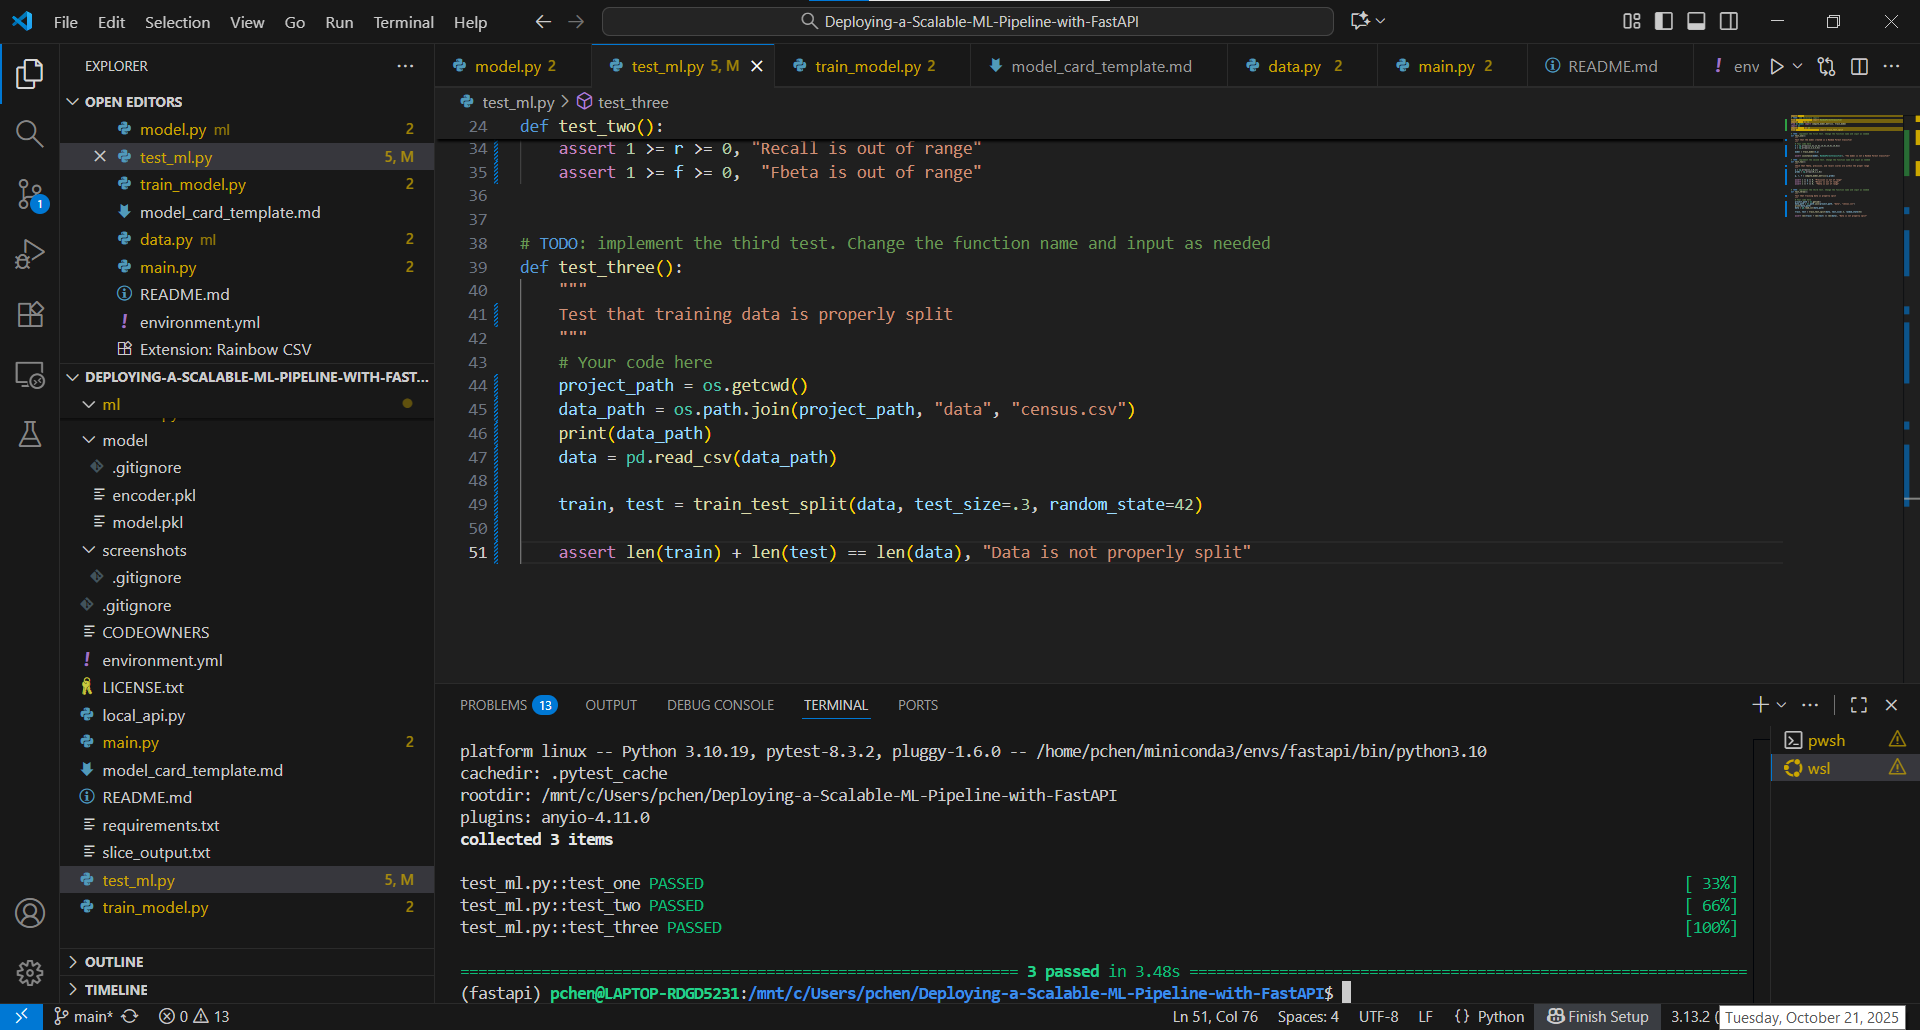 File Edit Selection View Go Run Terminal Help
Deploying-a-Scalable-ML-Pipeline-with-FastAPI
EXPLORER
OPEN EDITORS
model.py ml 2
test_ml.py 5, M
train_model.py 2
model_card_template.md
data.py ml 2
main.py 2
README.md
environment.yml
Extension: Rainbow CSV
DEPLOYING-A-SCALABLE-ML-PIPELINE-WITH-FAST...
ml
model
.gitignore
encoder.pkl
model.pkl
screenshots
.gitignore
.gitignore
CODEOWNERS
environment.yml
LICENSE.txt
local_api.py
main.py 2
model_card_template.md
README.md
requirements.txt
slice_output.txt
test_ml.py 5, M
train_model.py 2
OUTLINE
TIMELINE
1
model.py 2 test_ml.py 5, M train_model.py 2 model_card_template.md data.py 2 main.py 2 README.md ! env
test_ml.py > test_three
24 def test_two():
34 assert 1 >= r >= 0, "Recall is out of range"
35 assert 1 >= f >= 0,  "Fbeta is out of range"
36
37
38 # TODO: implement the third test. Change the function name and input as needed
39 def test_three():
40 """
41 Test that training data is properly split
42 """
43 # Your code here
44 project_path = os.getcwd()
45 data_path = os.path.join(project_path, "data", "census.csv")
46 print(data_path)
47 data = pd.read_csv(data_path)
48
49 train, test = train_test_split(data, test_size=.3, random_state=42)
50
51 assert len(train) + len(test) == len(data), "Data is not properly split"
PROBLEMS 13 OUTPUT DEBUG CONSOLE TERMINAL PORTS
platform linux -- Python 3.10.19, pytest-8.3.2, pluggy-1.6.0 -- /home/pchen/miniconda3/envs/fastapi/bin/python3.10
cachedir: .pytest_cache
rootdir: /mnt/c/Users/pchen/Deploying-a-Scalable-ML-Pipeline-with-FastAPI
plugins: anyio-4.11.0
collected 3 items
test_ml.py::test_one PASSED [ 33%]
test_ml.py::test_two PASSED [ 66%]
test_ml.py::test_three PASSED [100%]
============================================================== 3 passed in 3.48s ==============================================================
(fastapi) pchen@LAPTOP-RDGD5231:/mnt/c/Users/pchen/Deploying-a-Scalable-ML-Pipeline-with-FastAPI$
pwsh
wsl
main* 0 13 Ln 51, Col 76 Spaces: 4 UTF-8 LF {} Python Finish Setup 3.13.2 (
Tuesday, October 21, 2025